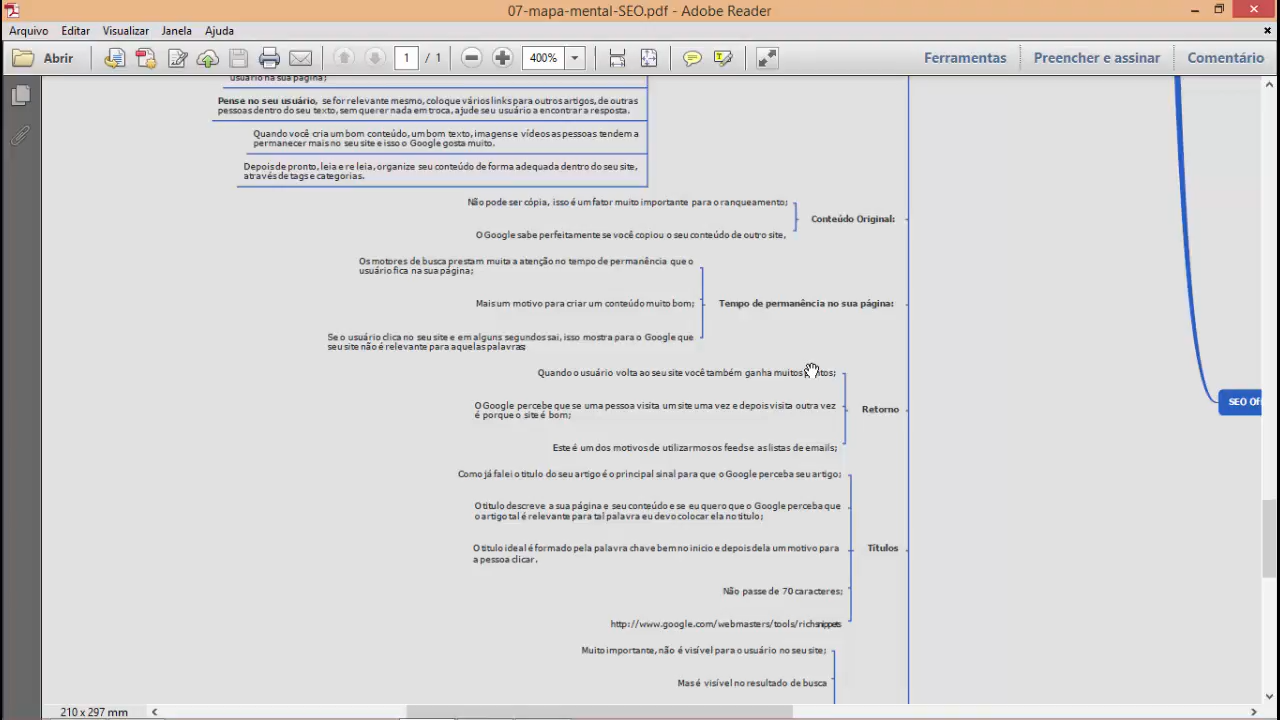 07-mapa-mental-SEO.pdf - Adobe Reader
Arquivo Editar Visualizar Janela Ajuda
Abrir 1 / 1 400% Ferramentas Preencher e assinar Comentário
usuário na sua página;
Pense no seu usuário, se for relevante mesmo, coloque vários links para outros artigos, de outras
pessoas dentro do seu texto, sem querer nada em troca, ajude seu usuário a encontrar a resposta.
Quando você cria um bom conteúdo, um bom texto, imagens e vídeos as pessoas tendem a
permanecer mais no seu site e isso o Google gosta muito.
Depois de pronto, leia e re leia, organize seu conteúdo de forma adequada dentro do seu site,
através de tags e categorias.
Não pode ser cópia, isso é um fator muito importante para o ranqueamento;
Conteúdo Original:
O Google sabe perfeitamente se você copiou o seu conteúdo de outro site,
Os motores de busca prestam muita a atenção no tempo de permanência que o
usuário fica na sua página;
Mais um motivo para criar um conteúdo muito bom;
Tempo de permanência no sua página:
Se o usuário clica no seu site e em alguns segundos sai, isso mostra para o Google que
seu site não é relevante para aquelas palavras;
Quando o usuário volta ao seu site você também ganha muitos
O Google percebe que se uma pessoa visita um site uma vez e depois visita outra vez
é porque o site é bom;
Retorno
SEO Of
Este é um dos motivos de utilizarmos os feeds e as listas de emails;
Como já falei o titulo do seu artigo é o principal sinal para que o Google perceba seu artigo;
O titulo descreve a sua página e seu conteúdo e se eu quero que o Google perceba que
o artigo tal é relevante para tal palavra eu devo colocar ela no titulo;
O titulo ideal é formado pela palavra chave bem no inicio e depois dela um motivo para
a pessoa clicar.
Títulos
Não passe de 70 caracteres;
http://www.google.com/webmasters/tools/richsnippets
Muito importante, não é visível para o usuário no seu site;
Mas é visível no resultado de busca
210 x 297 mm